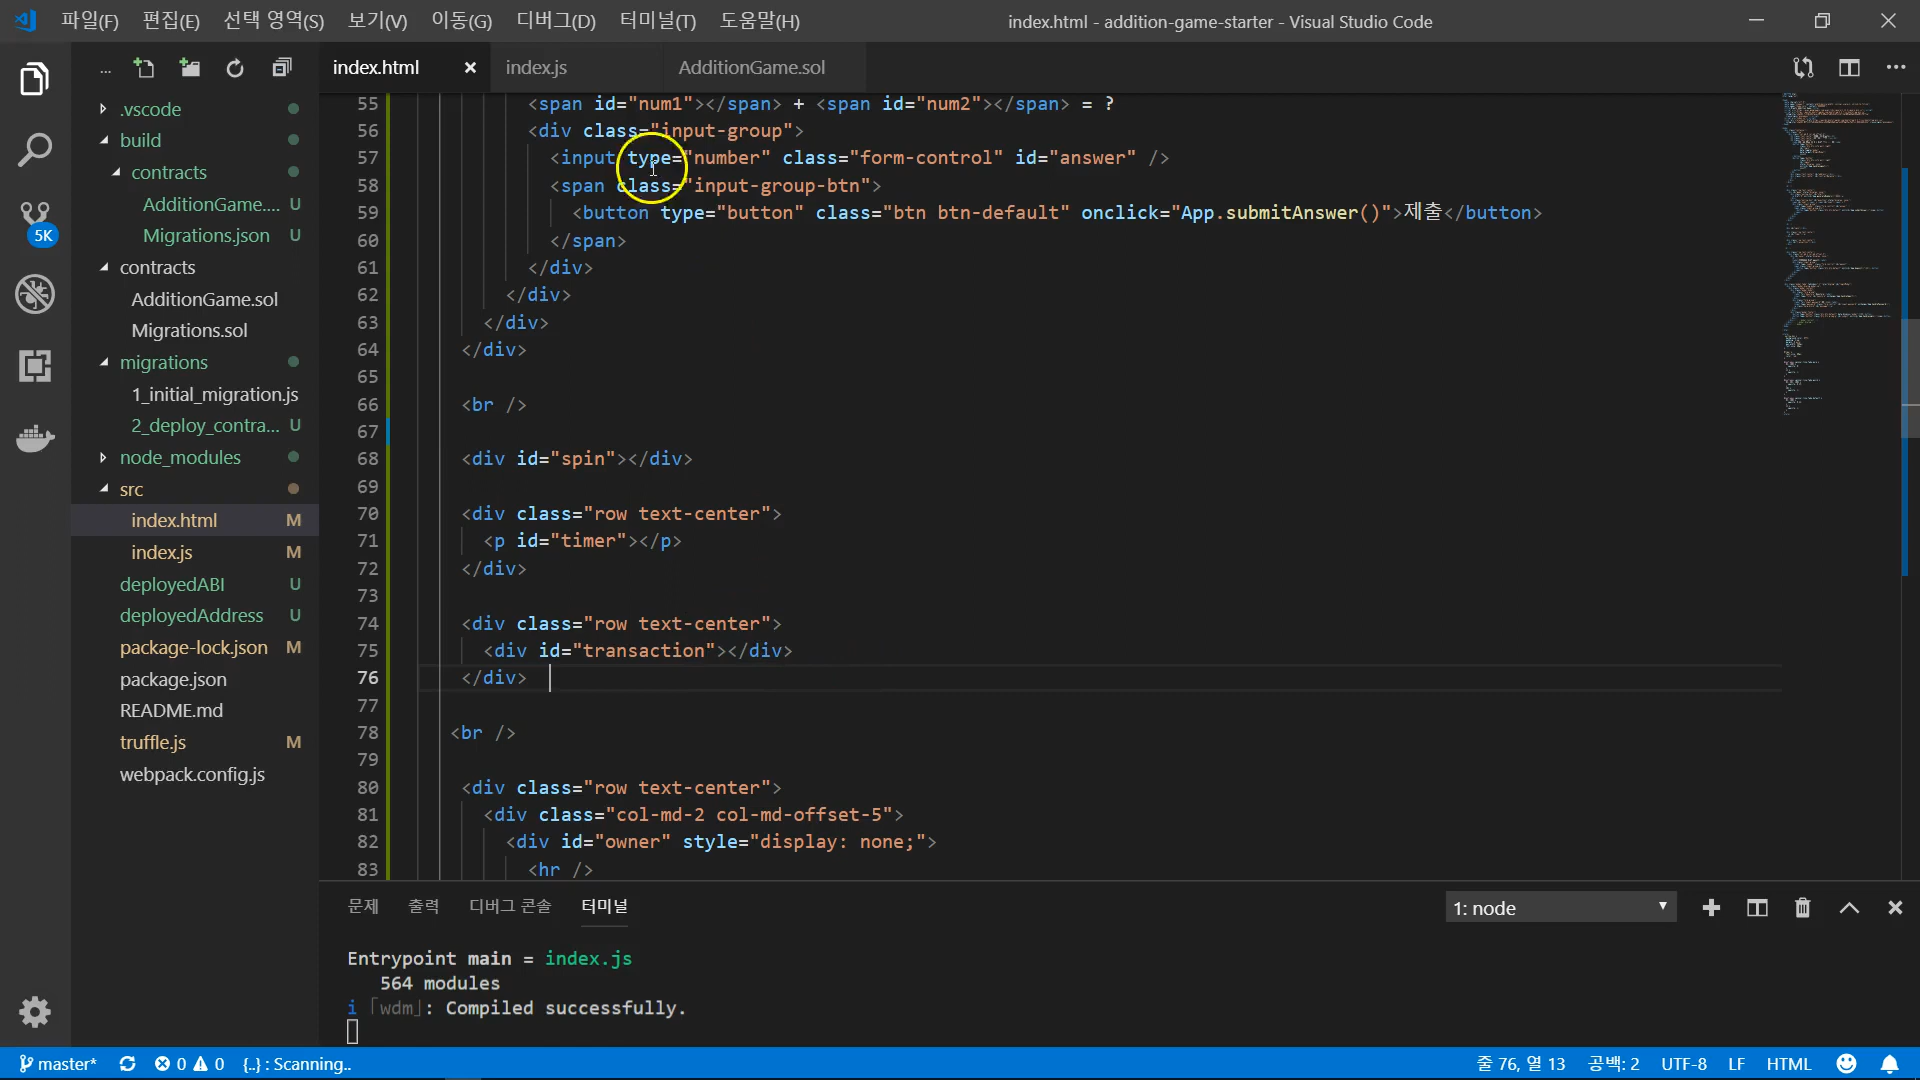 파일(F) 편집(E) 선택 영역(S) 보기(V) 이동(G) 디버그(D) 터미널(T) 도움말(H) index.html - addition-game-starter - Visual Studio Code
...
index.html index.js AdditionGame.sol
5K
.vscode
build
contracts
AdditionGame.... U
Migrations.json U
contracts
AdditionGame.sol
Migrations.sol
migrations
1_initial_migration.js
2_deploy_contra... U
node_modules
src
index.html M
index.js M
deployedABI U
deployedAddress U
package-lock.json M
package.json
README.md
truffle.js M
webpack.config.js
55 <span id="num1"></span> + <span id="num2"></span> = ?
56 <div class="input-group">
57 <input type="number" class="form-control" id="answer" />
58 <span class="input-group-btn">
59 <button type="button" class="btn btn-default" onclick="App.submitAnswer()">제출</button>
60 </span>
61 </div>
62 </div>
63 </div>
64 </div>
65
66 <br />
67
68 <div id="spin"></div>
69
70 <div class="row text-center">
71 <p id="timer"></p>
72 </div>
73
74 <div class="row text-center">
75 <div id="transaction"></div>
76 </div>
77
78 <br />
79
80 <div class="row text-center">
81 <div class="col-md-2 col-md-offset-5">
82 <div id="owner" style="display: none;">
83 <hr />
문제 출력 디버그 콘솔 터미널 1: node
Entrypoint main = index.js
564 modules
i ｢wdm｣: Compiled successfully.
master* 0 0 {..} : Scanning.. 줄 76, 열 13 공백: 2 UTF-8 LF HTML